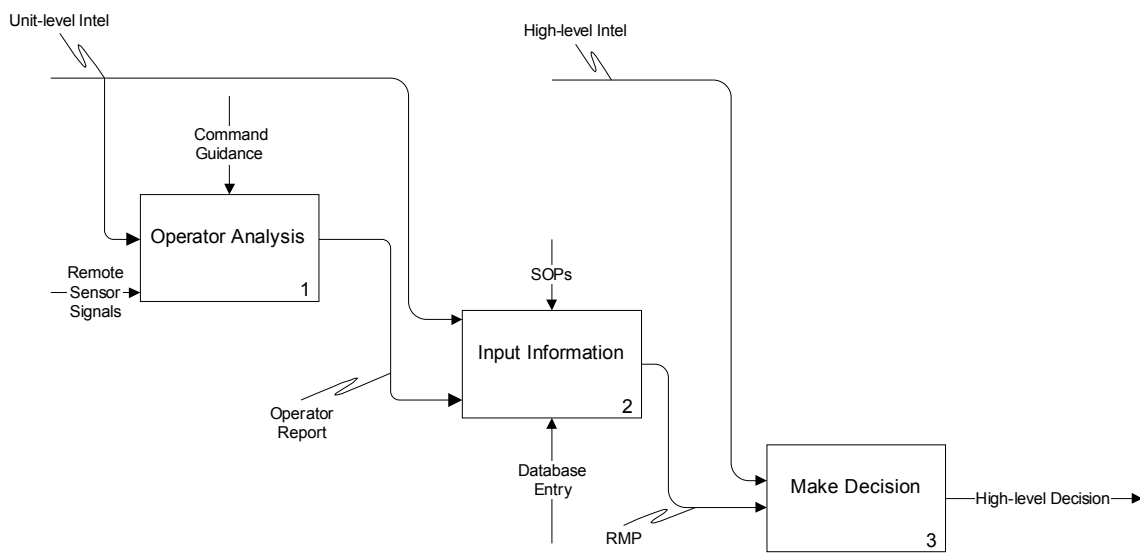 Unit-level Intel
High-level Intel
Command
Guidance
Operator Analysis
1
Remote
Sensor
Signals
SOPs
Input Information
2
Operator
Report
Database
Entry
Make Decision
3
High-level Decision
RMP